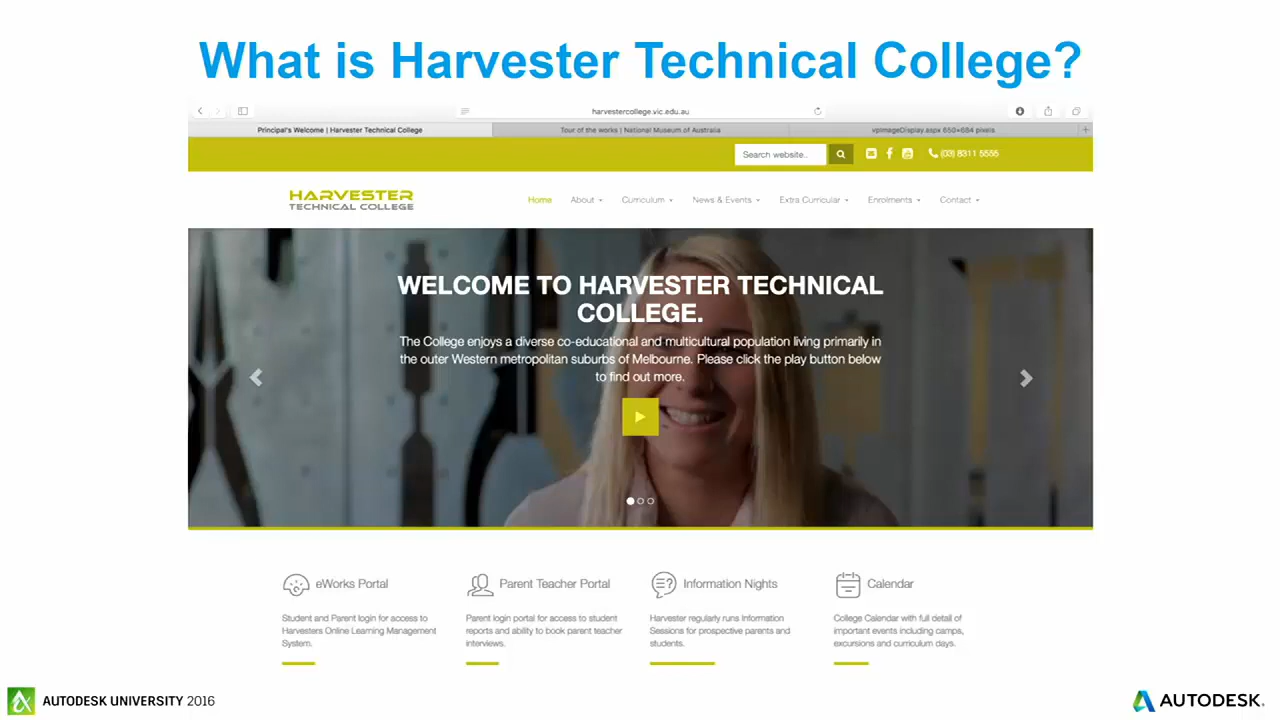 What is Harvester Technical College?
harvestercollege.vic.edu.au
Principal's Welcome | Harvester Technical College
Tour of the works | National Museum of Australia
vpImageDisplay.aspx 650×684 pixels
Search website..
(03) 8311 5555
HARVESTER
TECHNICAL COLLEGE
Home
About
Curriculum
News & Events
Extra Curricular
Enrolments
Contact
WELCOME TO HARVESTER TECHNICAL
COLLEGE.
The College enjoys a diverse co-educational and multicultural population living primarily in
the outer Western metropolitan suburbs of Melbourne. Please click the play button below
to find out more.
eWorks Portal
Student and Parent login for access to
Harvesters Online Learning Management
System.
Parent Teacher Portal
Parent login portal for access to student
reports and ability to book parent teacher
interviews.
Information Nights
Harvester regularly runs Information
Sessions for prospective parents and
students.
Calendar
College Calendar with full detail of
important events including camps,
excursions and curriculum days.
AUTODESK UNIVERSITY 2016
AUTODESK.